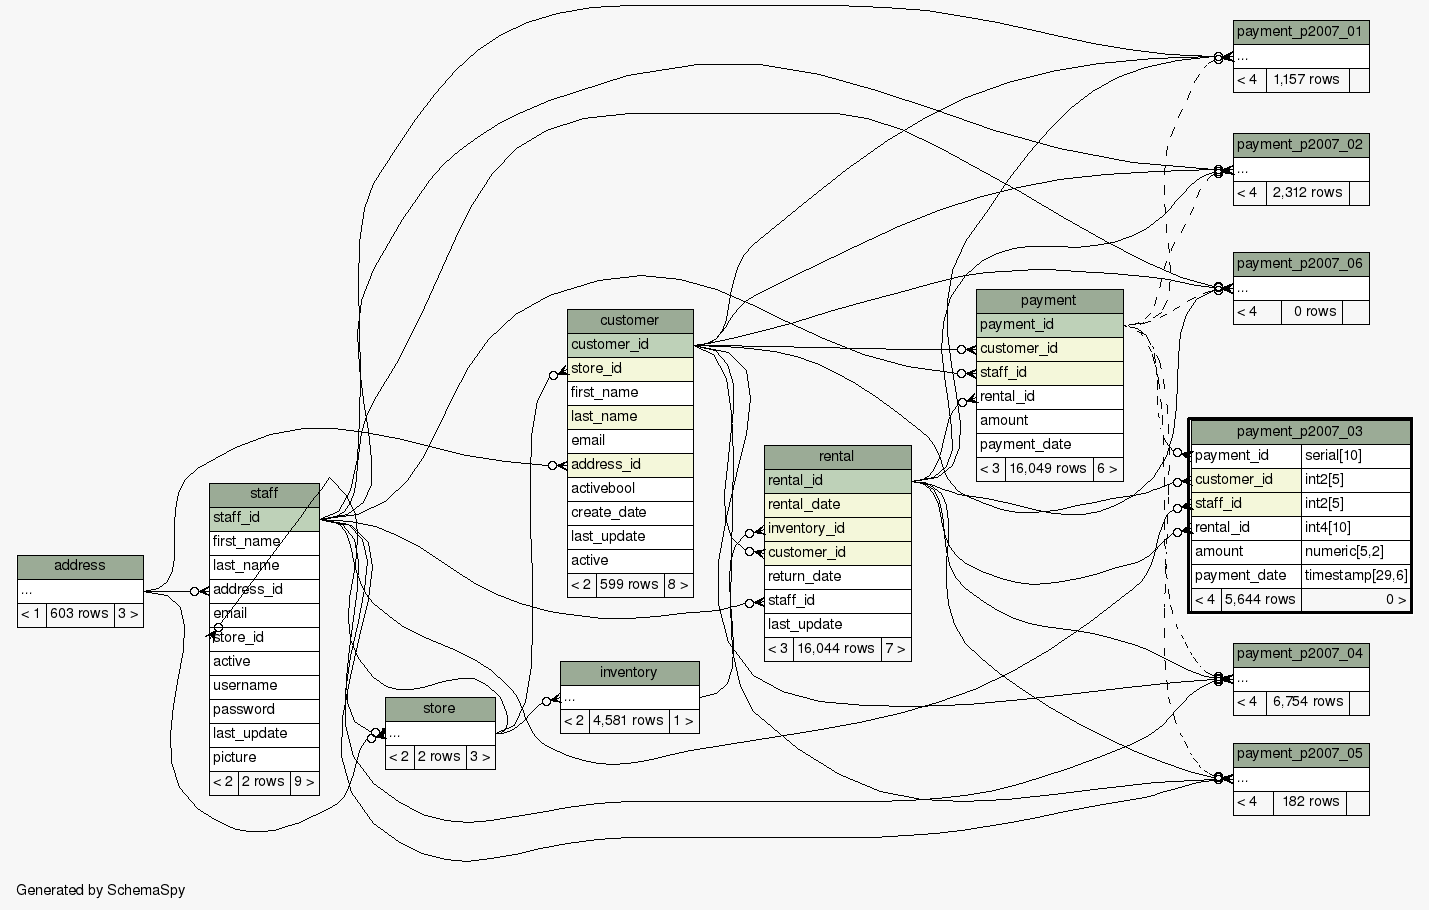 payment_p2007_01
...
< 4 1,157 rows
payment_p2007_02
...
< 4 2,312 rows
payment_p2007_06
...
< 4 0 rows
payment
payment_id
customer_id
staff_id
rental_id
amount
payment_date
< 3 16,049 rows 6 >
customer
customer_id
store_id
first_name
last_name
email
address_id
activebool
create_date
last_update
active
< 2 599 rows 8 >
payment_p2007_03
payment_id serial[10]
customer_id int2[5]
staff_id int2[5]
rental_id int4[10]
amount numeric[5,2]
payment_date timestamp[29,6]
< 4 5,644 rows 0 >
rental
rental_id
rental_date
inventory_id
customer_id
return_date
staff_id
last_update
< 3 16,044 rows 7 >
staff
staff_id
first_name
last_name
address_id
email
store_id
active
username
password
last_update
picture
< 2 2 rows 9 >
address
...
< 1 603 rows 3 >
inventory
...
< 2 4,581 rows 1 >
store
...
< 2 2 rows 3 >
payment_p2007_04
...
< 4 6,754 rows
payment_p2007_05
...
< 4 182 rows
Generated by SchemaSpy